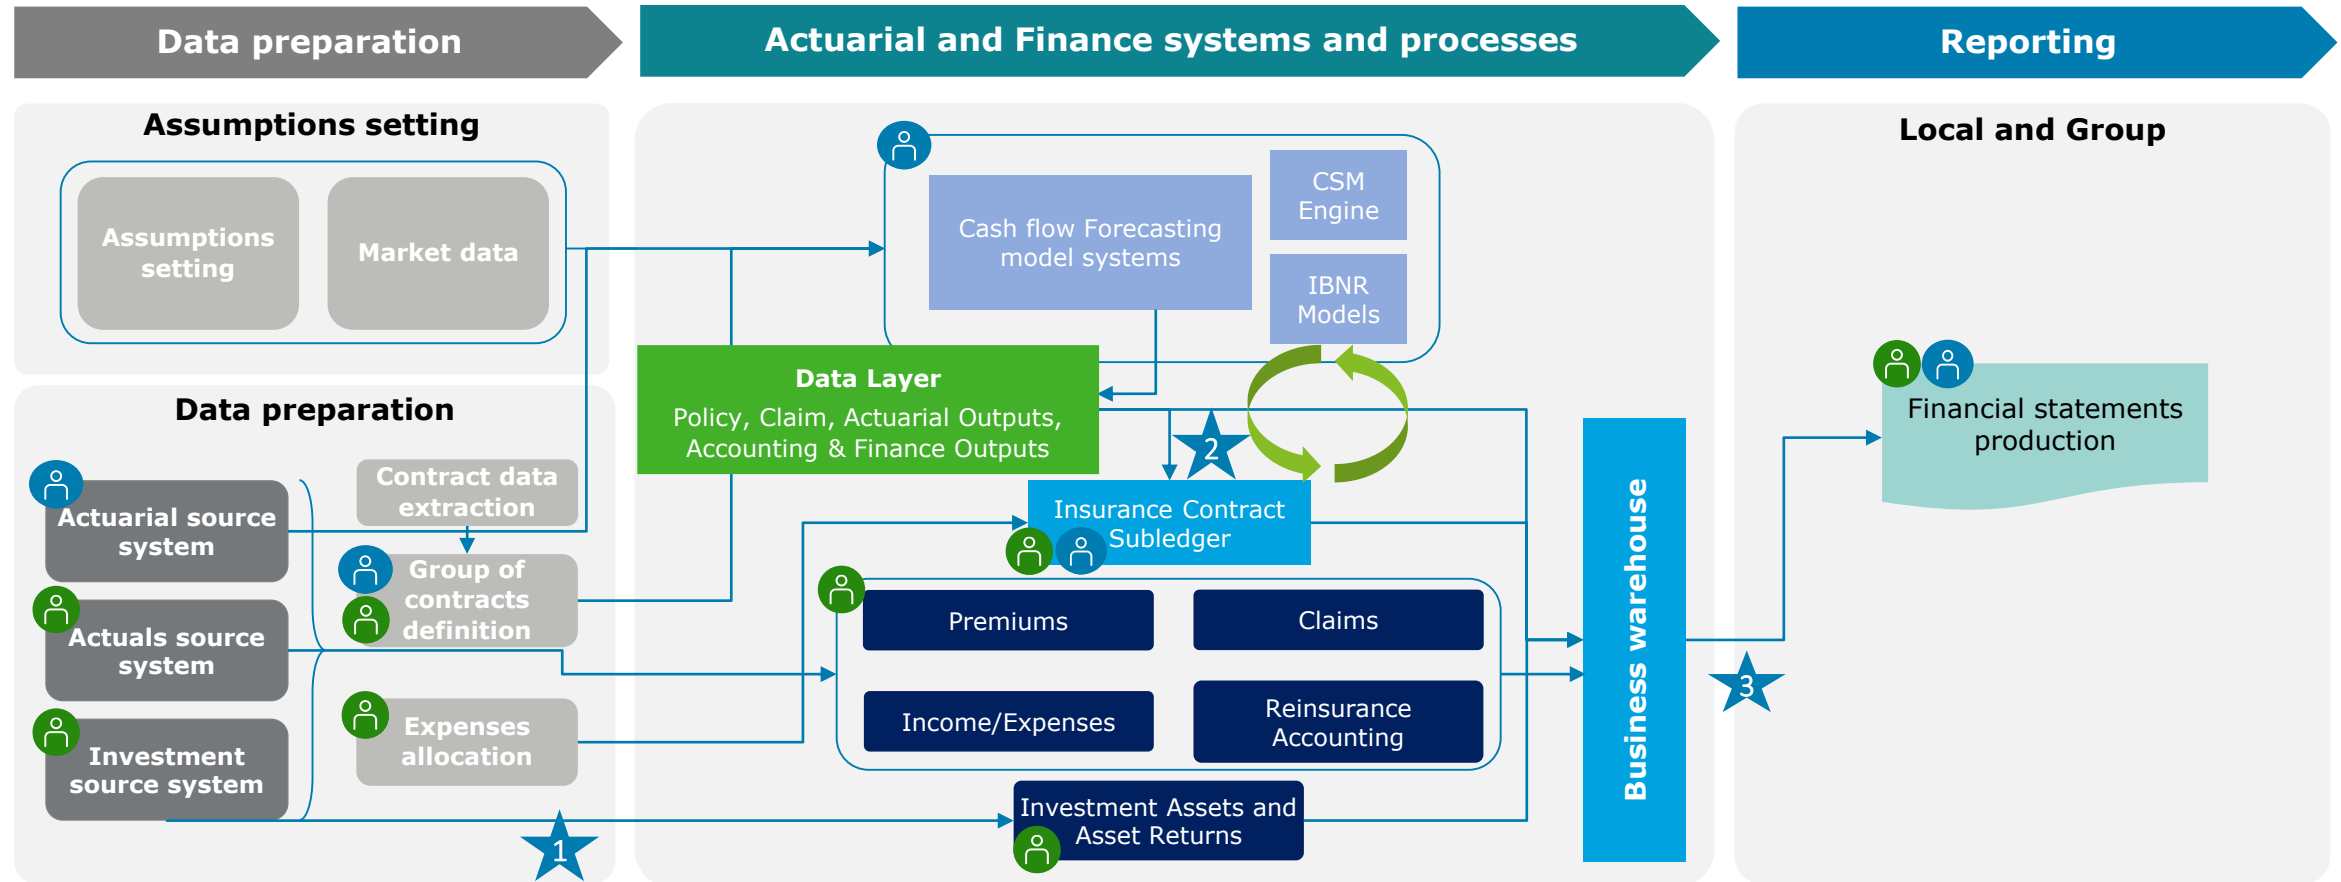 Data preparation
Actuarial and Finance systems and processes
Reporting
Assumptions setting
Assumptions
setting
Market data
Data preparation
Actuarial source
system
Actuals source
system
Investment
source system
Contract data
extraction
Group of
contracts
definition
Expenses
allocation
1
Cash flow Forecasting
model systems
CSM
Engine
IBNR
Models
Data Layer
Policy, Claim, Actuarial Outputs,
Accounting & Finance Outputs
2
Insurance Contract
Subledger
Premiums
Claims
Income/Expenses
Reinsurance
Accounting
Investment Assets and
Asset Returns
Business warehouse
3
Local and Group
Financial statements
production